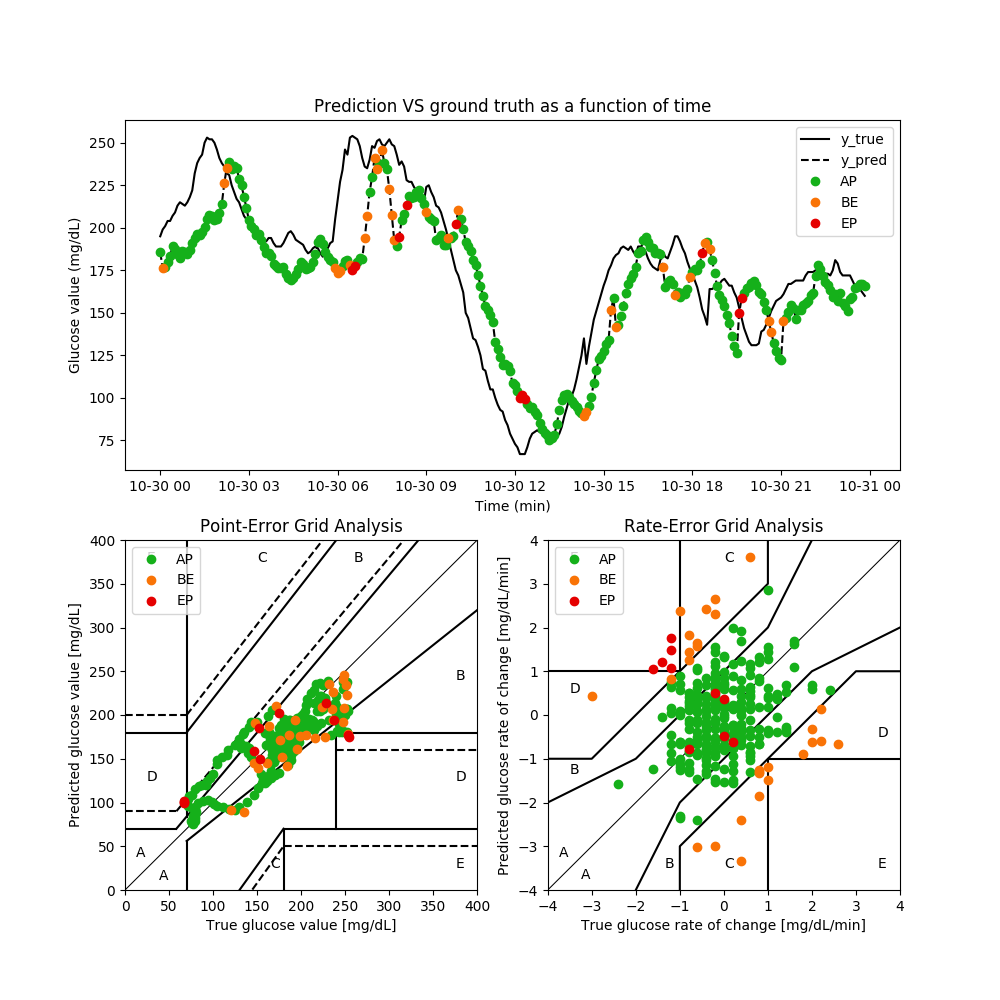 Prediction VS ground truth as a function of time
Glucose value (mg/dL)
250
225
200
175
150
125
100
75
y_true
y_pred
AP
BE
EP
10-30 00 10-30 03 10-30 06 10-30 09 10-30 12 10-30 15 10-30 18 10-30 21 10-31 00
Time (min)
Point-Error Grid Analysis
Predicted glucose value [mg/dL]
400
350
300
250
200
150
100
50
0
AP
BE
EP
C B
B
D D
A
A C E
0 50 100 150 200 250 300 350 400
True glucose value [mg/dL]
Rate-Error Grid Analysis
Predicted glucose rate of change [mg/dL/min]
4
3
2
1
0
−1
−2
−3
−4
AP
BE
EP
C
D
D
B
A
A B C E
−4 −3 −2 −1 0 1 2 3 4
True glucose rate of change [mg/dL/min]